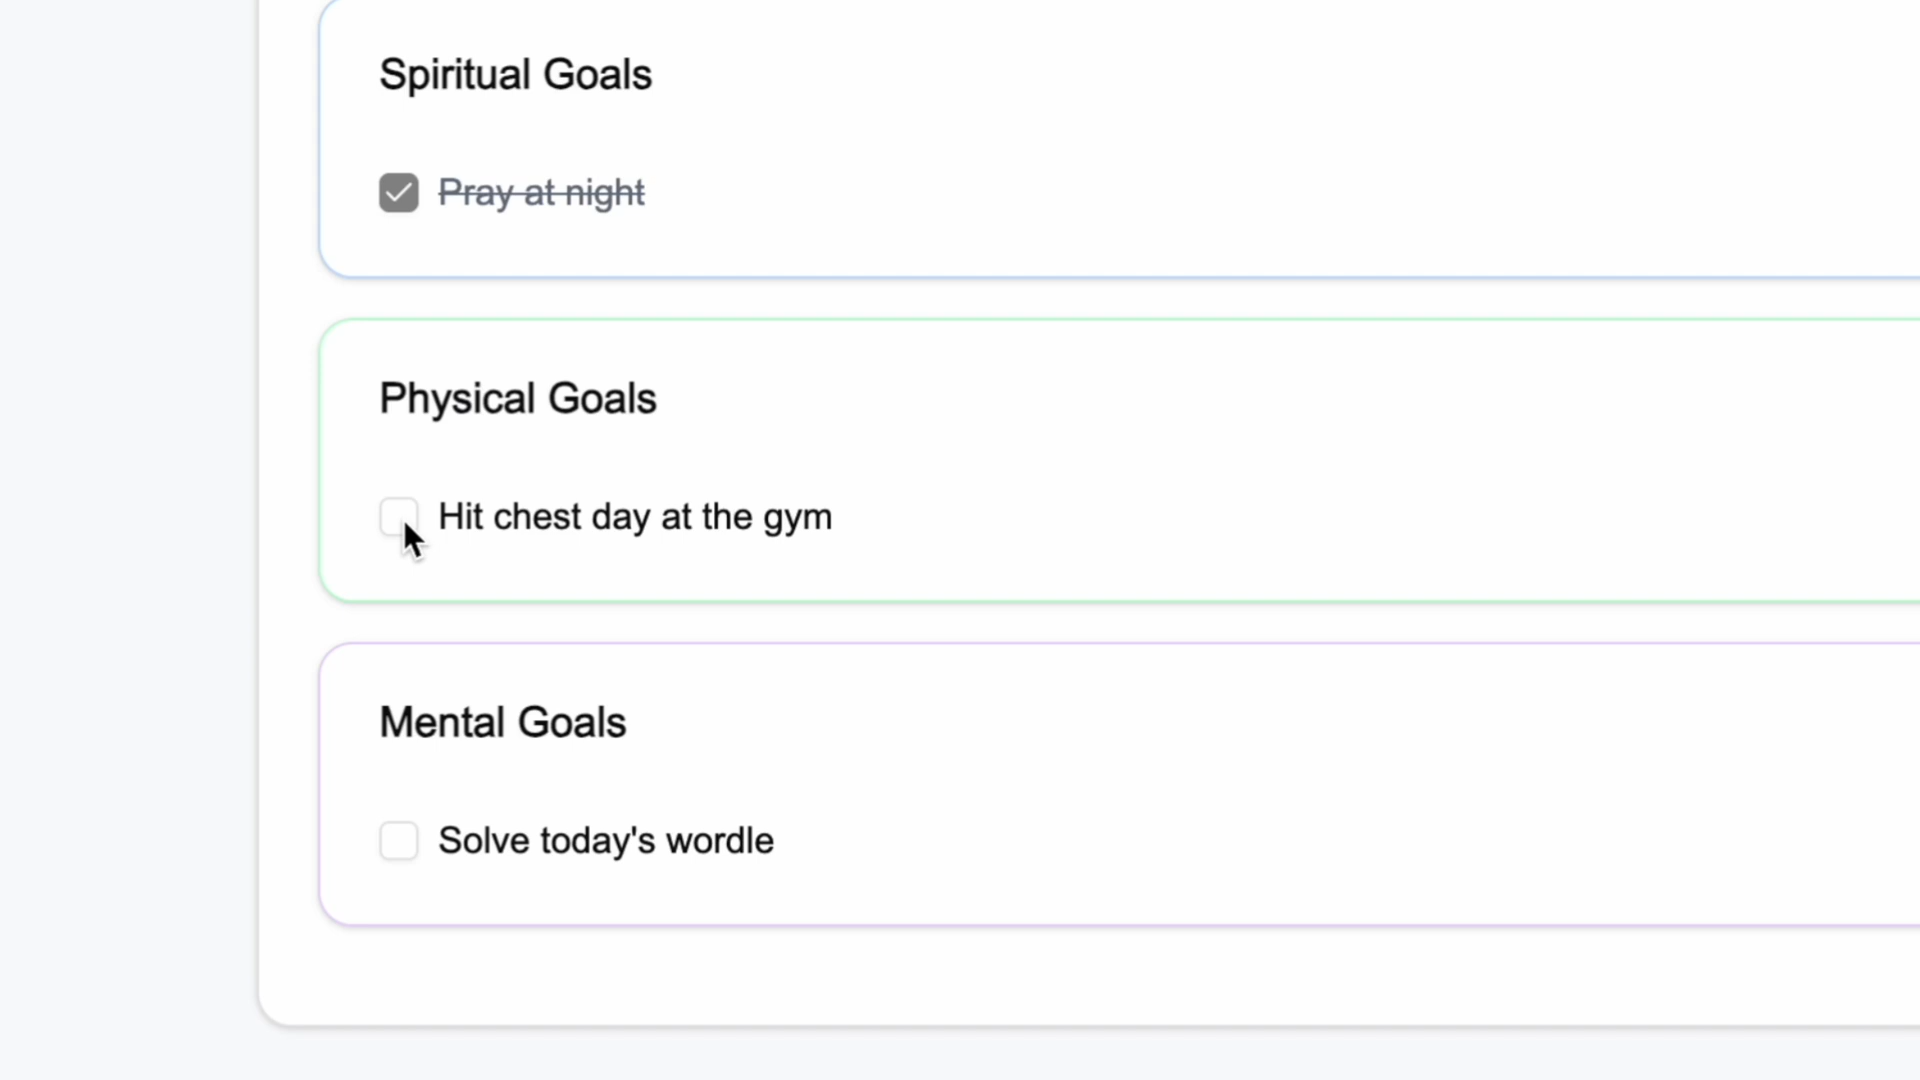 Spiritual Goals
Pray at night
Physical Goals
Hit chest day at the gym
Mental Goals
Solve today's wordle